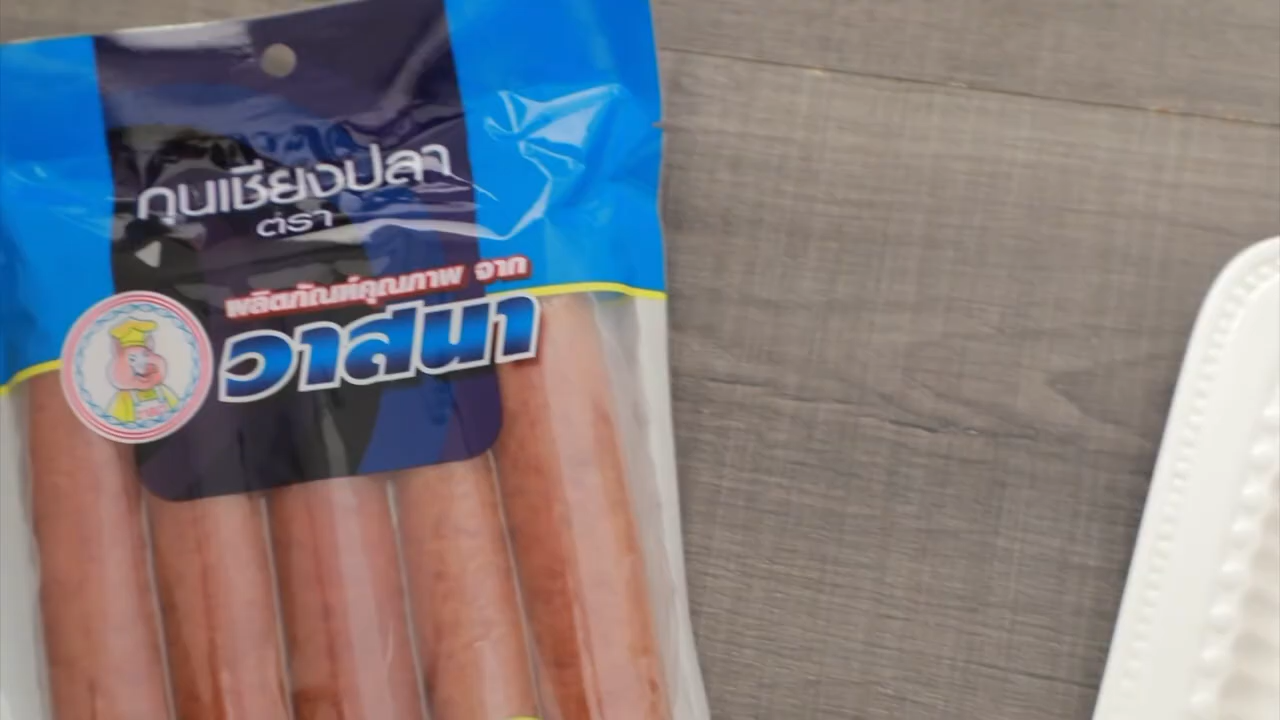 กุนเชียงปลา
ตรา
ผลิตภัณฑ์คุณภาพ จาก
วาสนา